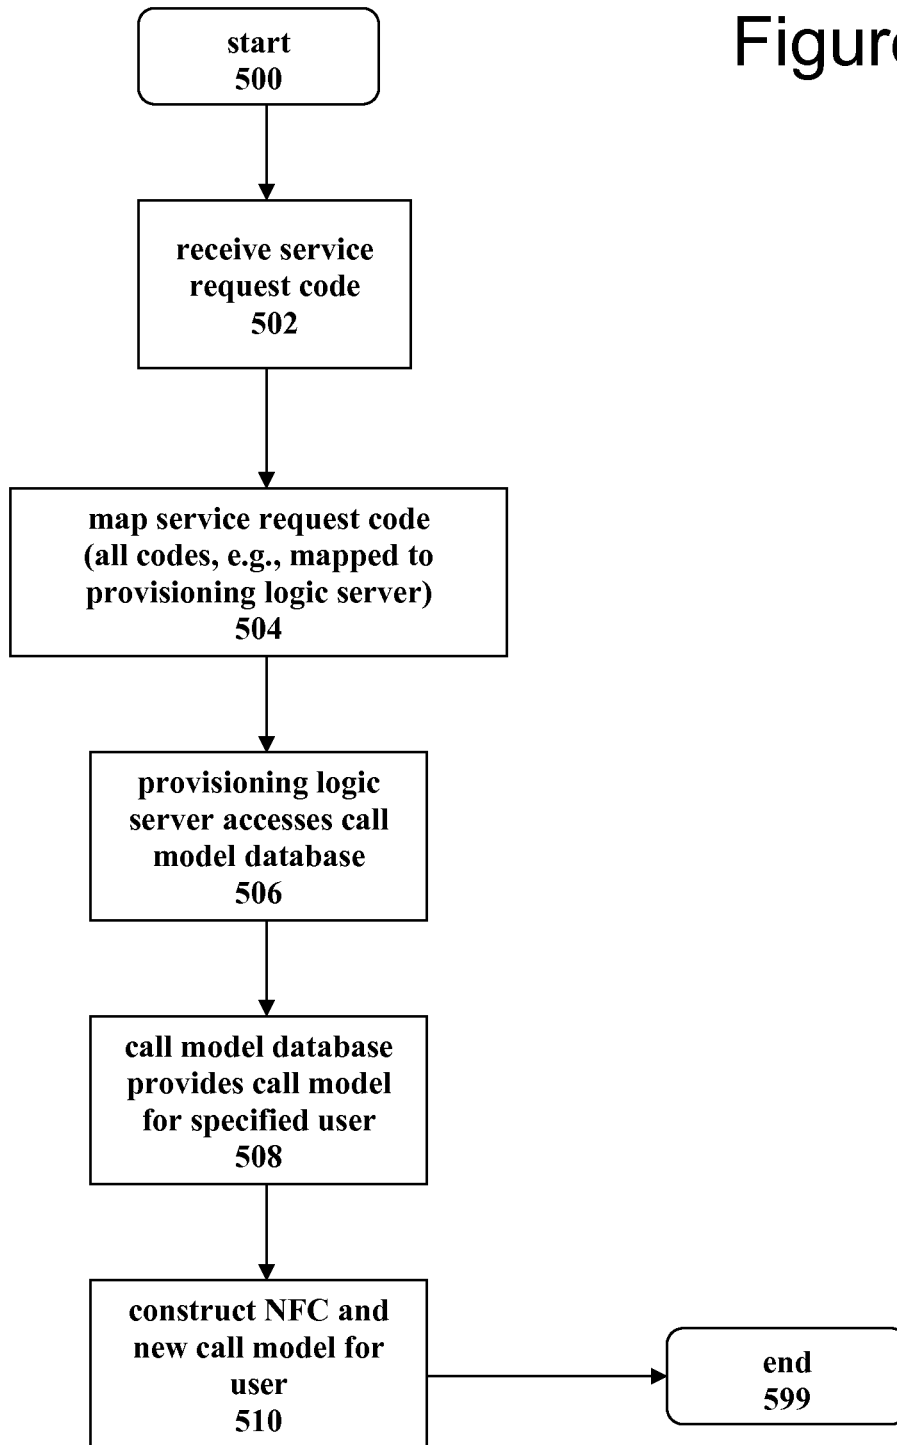 Figure
start
500
receive service
request code
502
map service request code
(all codes, e.g., mapped to
provisioning logic server)
504
provisioning logic
server accesses call
model database
506
call model database
provides call model
for specified user
508
construct NFC and
new call model for
user
510
end
599